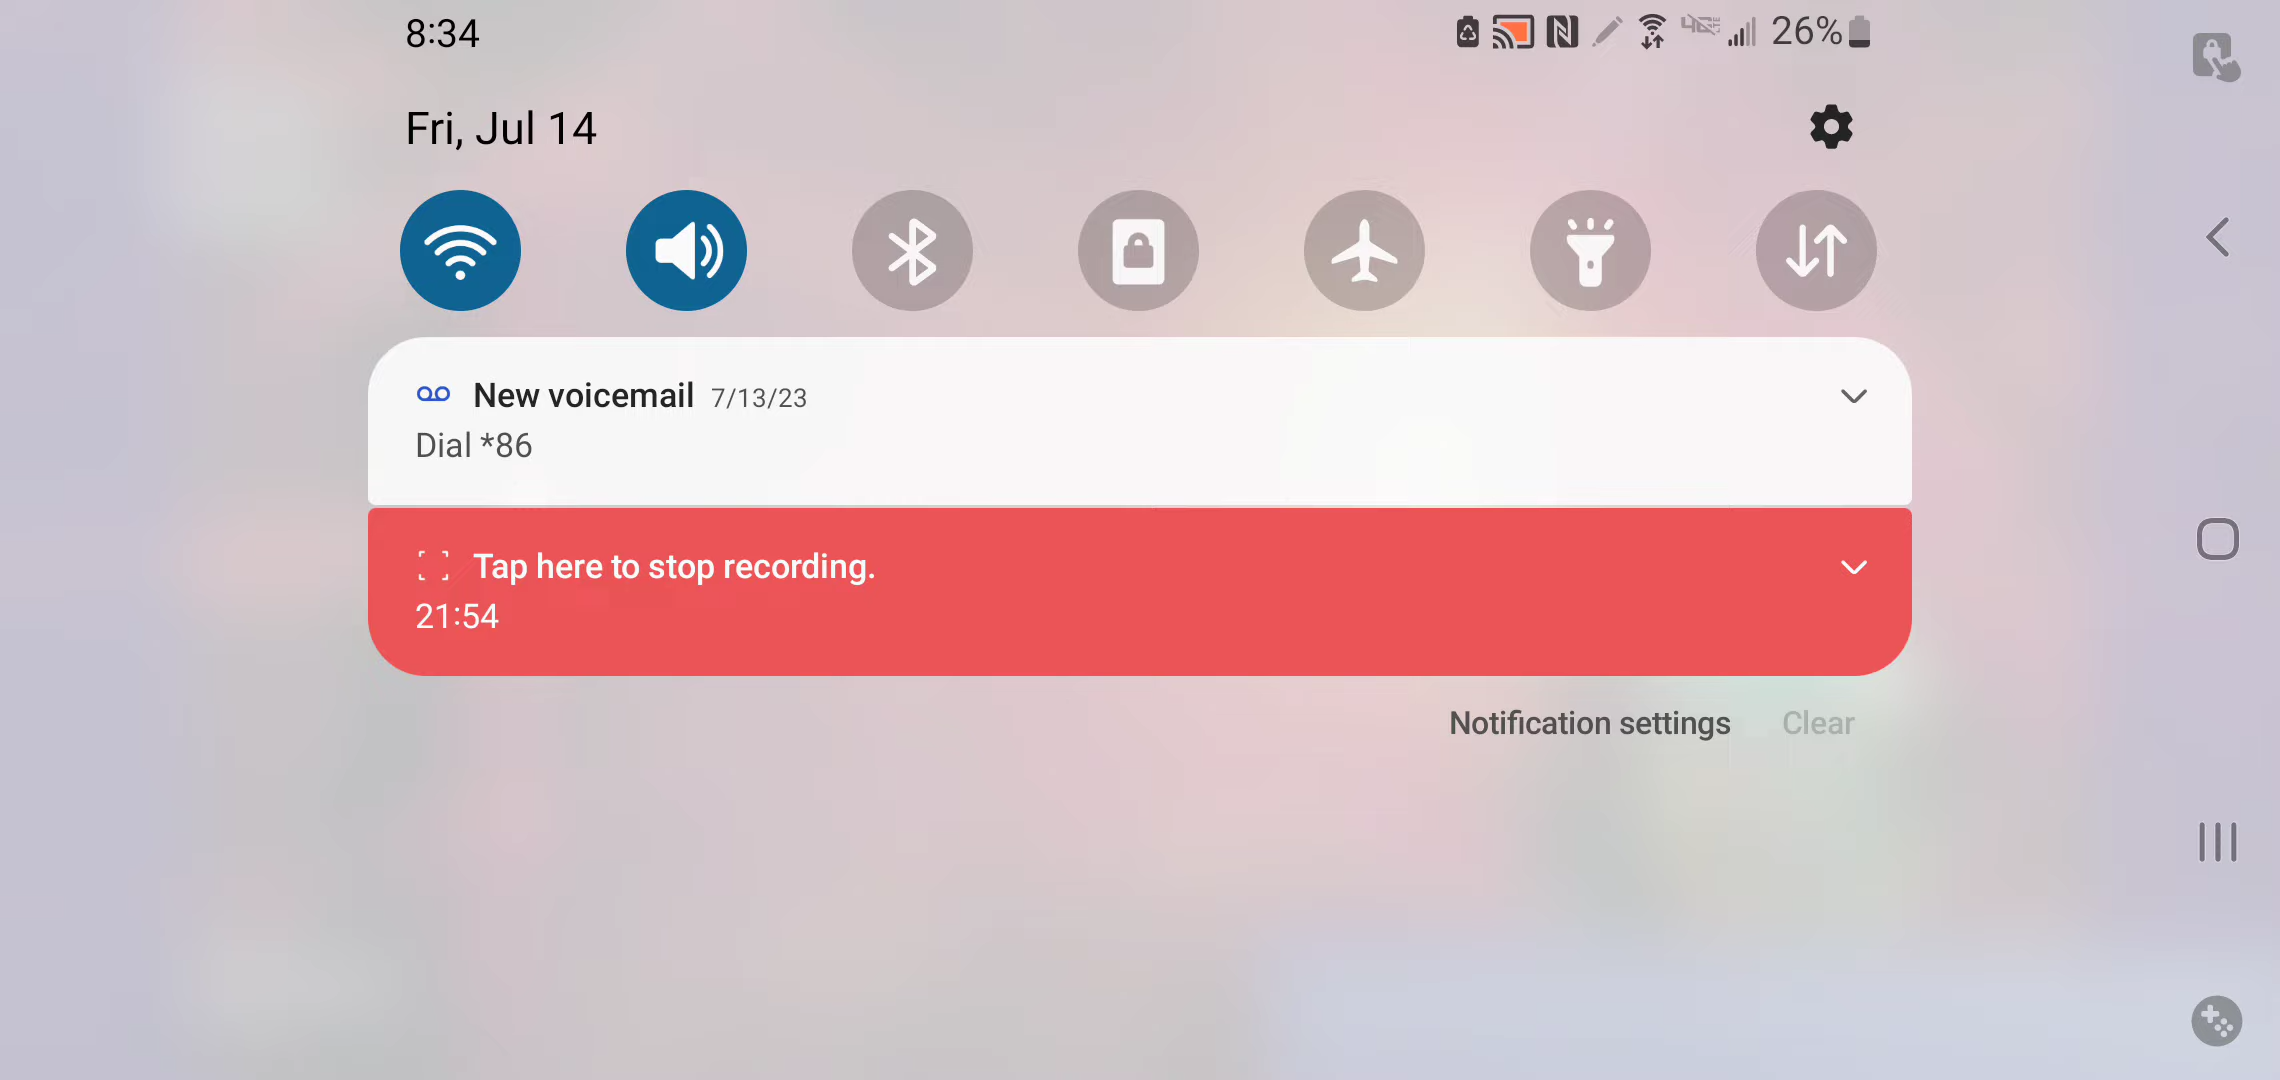 8:34
26%
Fri, Jul 14
New voicemail 7/13/23
Dial *86
Tap here to stop recording.
21:54
Notification settings Clear